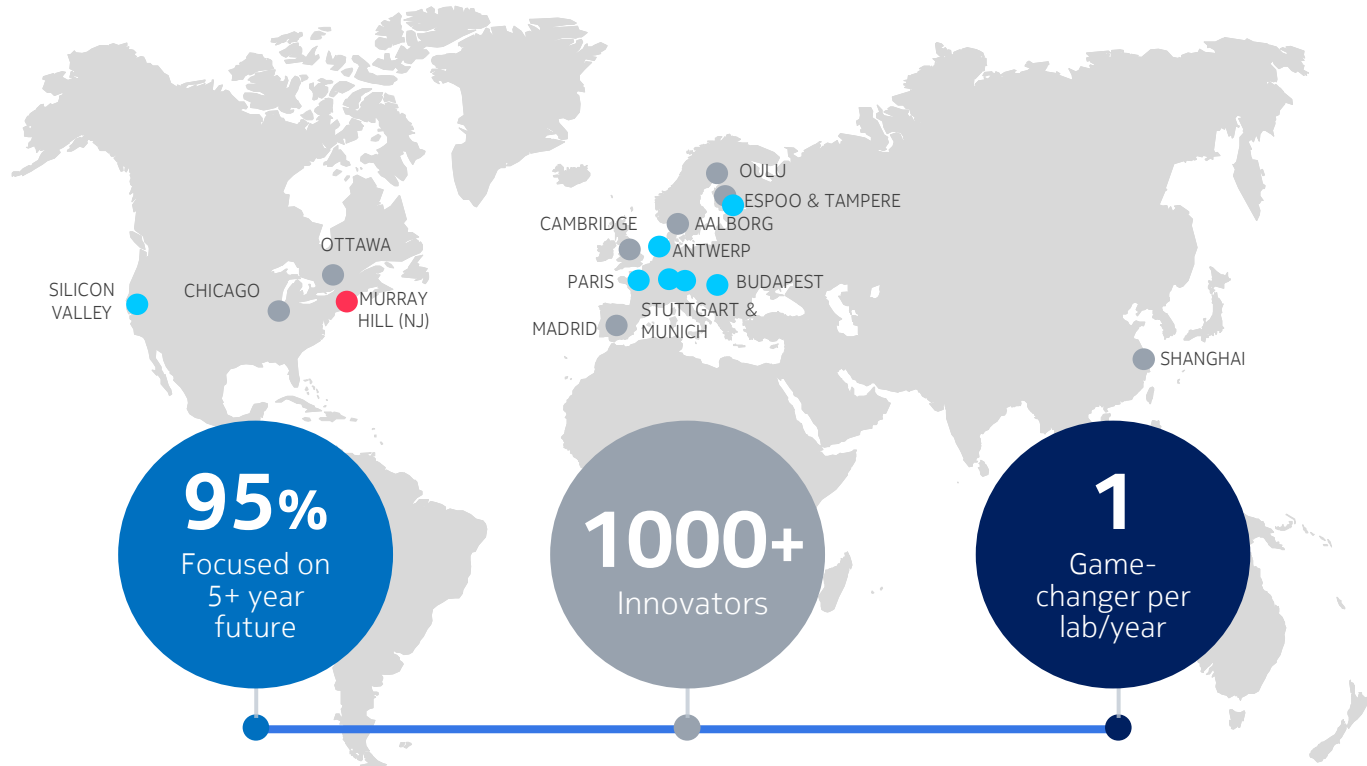 OULU
ESPOO & TAMPERE
CAMBRIDGE
AALBORG
OTTAWA
ANTWERP
PARIS
BUDAPEST
SILICON
VALLEY
CHICAGO
MURRAY
HILL (NJ)
STUTTGART &
MUNICH
MADRID
SHANGHAI
95%
Focused on
5+ year
future
1000+
Innovators
1
Game-
changer per
lab/year